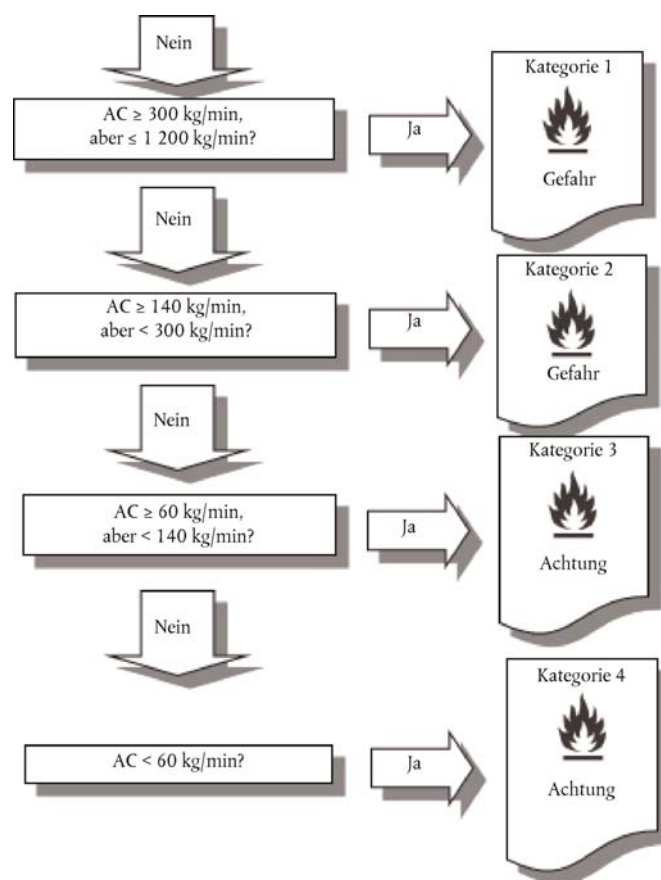 Nein
AC ≥ 300 kg/min,
aber ≤ 1 200 kg/min?
Ja
Kategorie 1
Gefahr
Nein
AC ≥ 140 kg/min,
aber < 300 kg/min?
Ja
Kategorie 2
Gefahr
Nein
AC ≥ 60 kg/min,
aber < 140 kg/min?
Ja
Kategorie 3
Achtung
Nein
AC < 60 kg/min?
Ja
Kategorie 4
Achtung